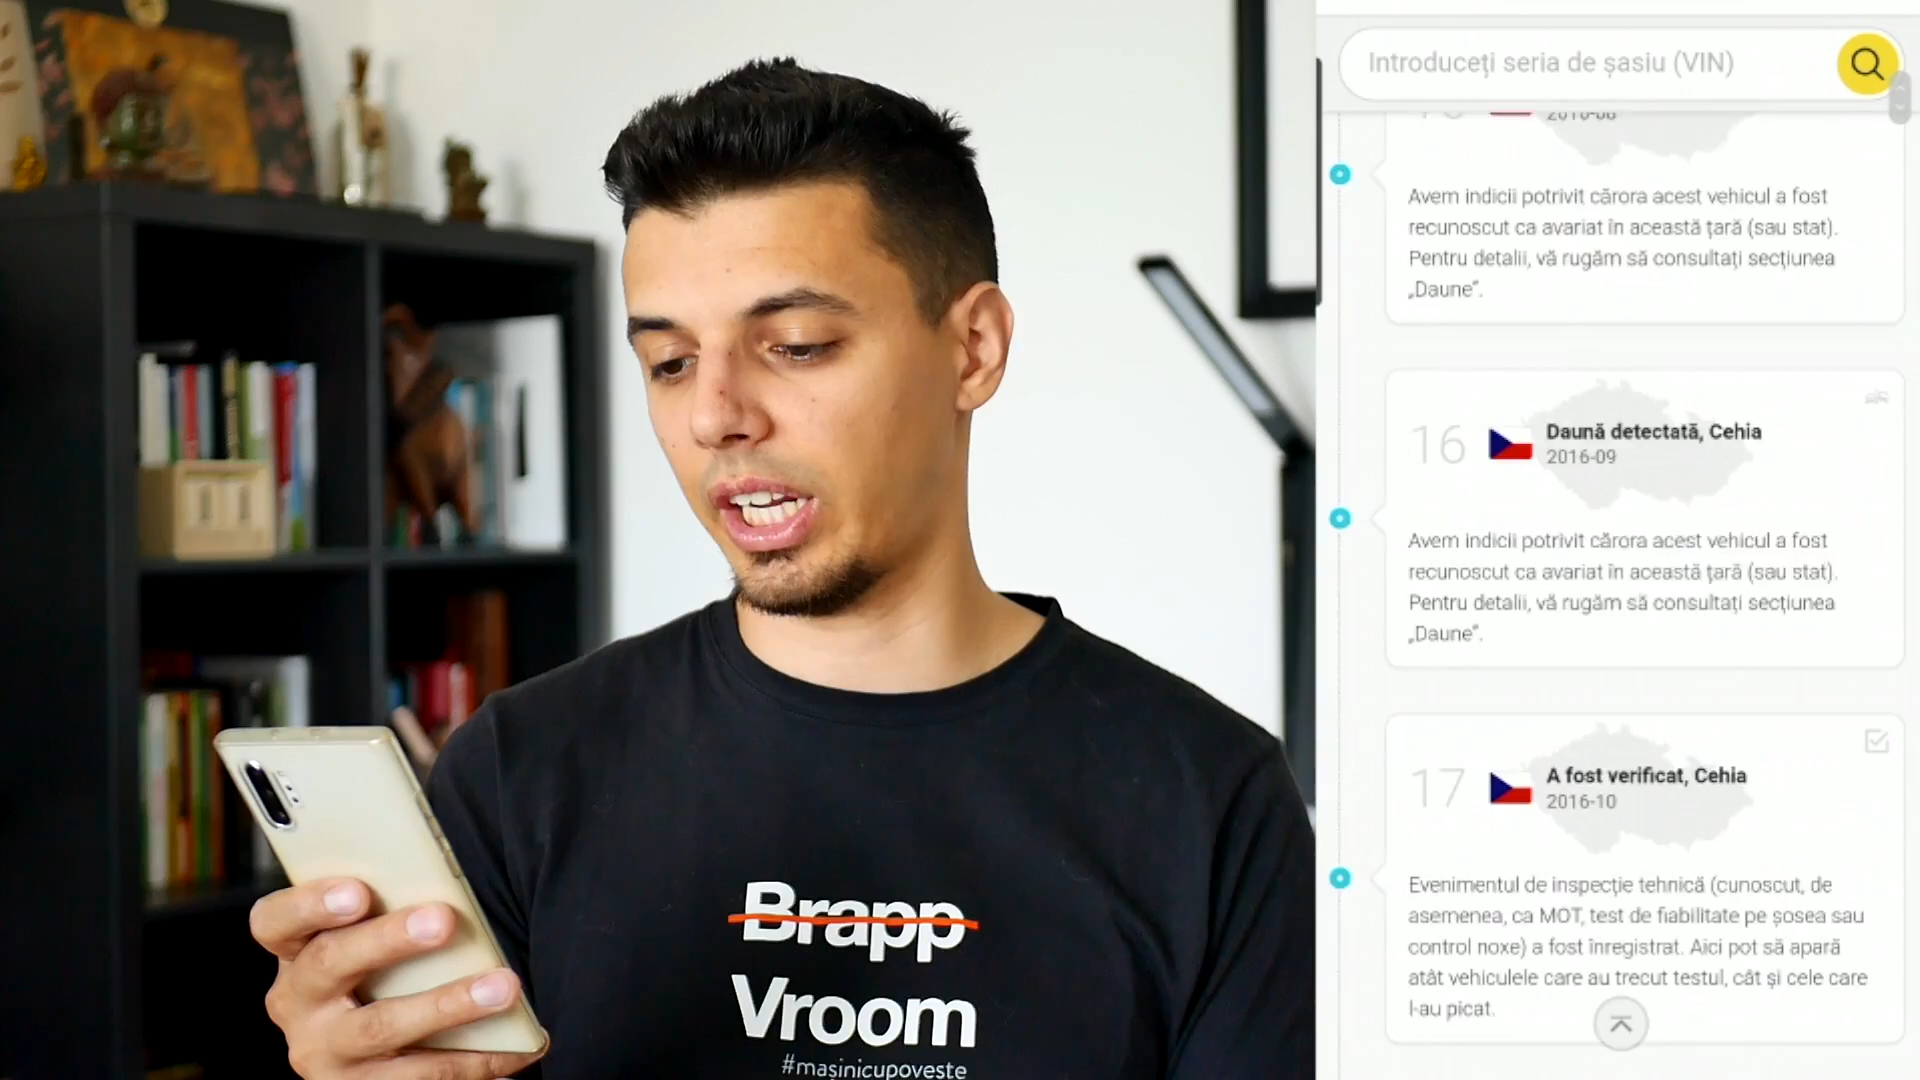 Introduceți seria de șasiu (VIN)
2016-08
Avem indicii potrivit cărora acest vehicul a fost
recunoscut ca avariat în această țară (sau stat).
Pentru detalii, vă rugăm să consultați secțiunea
„Daune”.
16
Daună detectată, Cehia
2016-09
Avem indicii potrivit cărora acest vehicul a fost
recunoscut ca avariat în această țară (sau stat).
Pentru detalii, vă rugăm să consultați secțiunea
„Daune”.
17
A fost verificat, Cehia
2016-10
Evenimentul de inspecție tehnică (cunoscut, de
asemenea, ca MOT, test de fiabilitate pe șosea sau
control noxe) a fost înregistrat. Aici pot să apară
atât vehiculele care au trecut testul, cât și cele care
l-au picat.
Brapp
Vroom
#mașinicupoveste